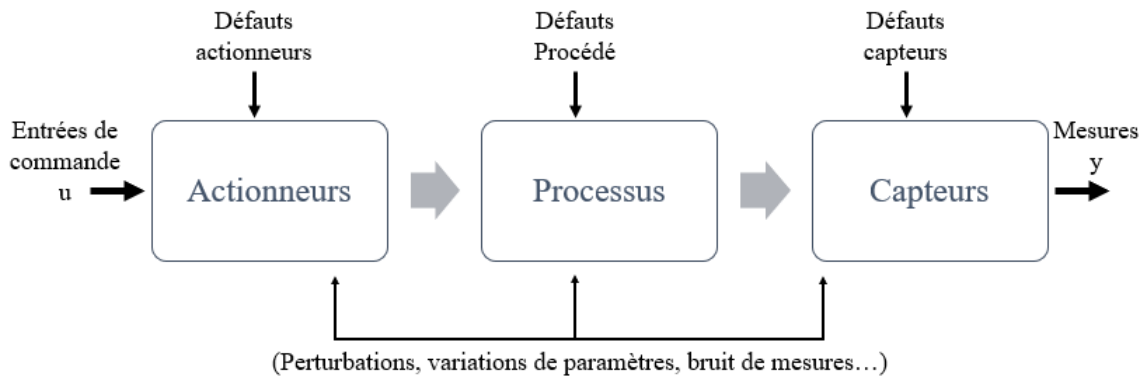 Défauts
actionneurs
Défauts
Procédé
Défauts
capteurs
Entrées de
commande
u
Actionneurs
Processus
Capteurs
Mesures
y
(Perturbations, variations de paramètres, bruit de mesures…)